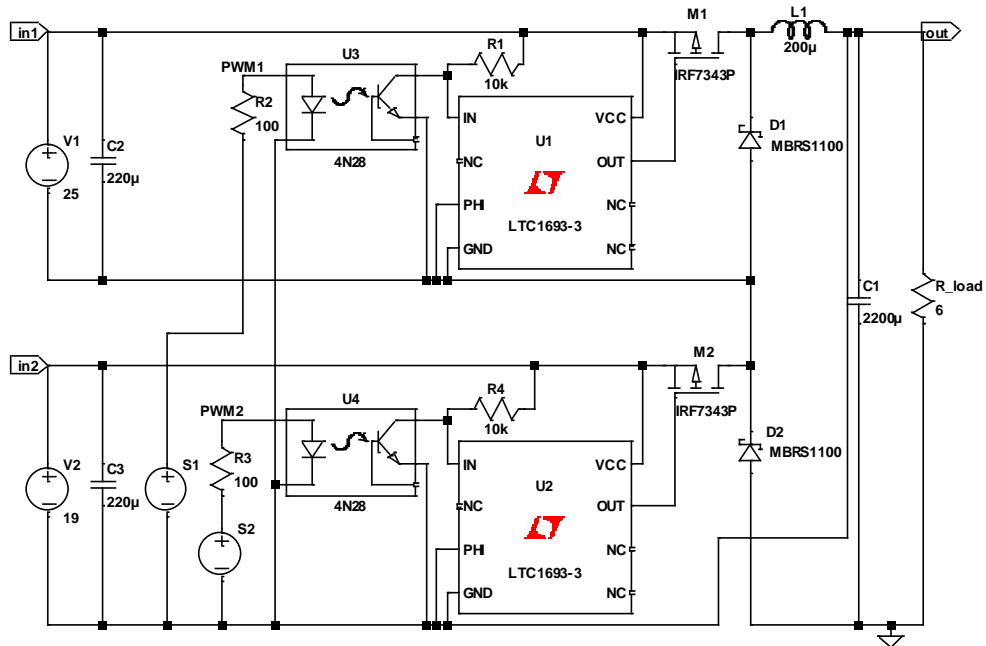 in1
M1
L1
200µ
out
IRF7343P
U3
PWM1
R2
100
4N28
R1
10k
IN
VCC
U1
OUT
NC
PHI
NC
LTC1693-3
GND
NC
V1
25
C2
220µ
D1
MBRS1100
C1
2200µ
R_load
6
in2
M2
IRF7343P
U4
PWM2
R3
100
4N28
R4
10k
IN
VCC
U2
NC
OUT
PHI
NC
LTC1693-3
GND
NC
V2
19
C3
220µ
S1
S2
D2
MBRS1100